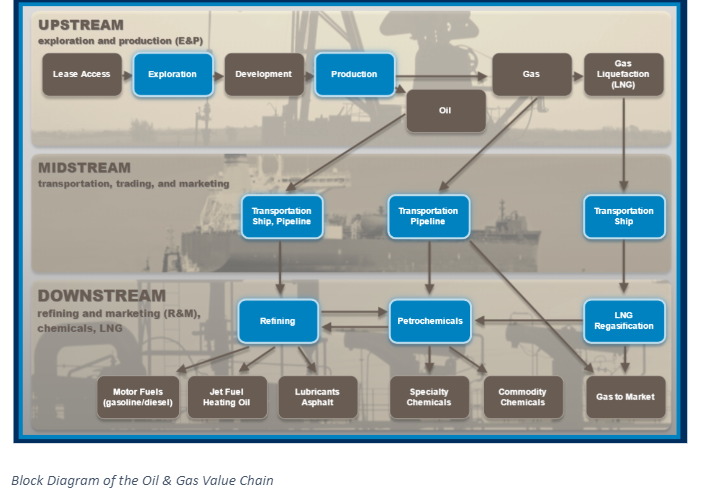 UPSTREAM
exploration and production (E&P)
Lease Access
Exploration
Development
Production
Gas
Gas
Liquefaction
(LNG)
Oil
MIDSTREAM
transportation, trading, and marketing
Transportation
Ship, Pipeline
Transportation
Pipeline
Transportation
Ship
DOWNSTREAM
refining and marketing (R&M),
chemicals, LNG
Refining
Petrochemicals
LNG
Regasification
Motor Fuels
(gasoline/diesel)
Jet Fuel
Heating Oil
Lubricants
Asphalt
Specialty
Chemicals
Commodity
Chemicals
Gas to Market
Block Diagram of the Oil & Gas Value Chain